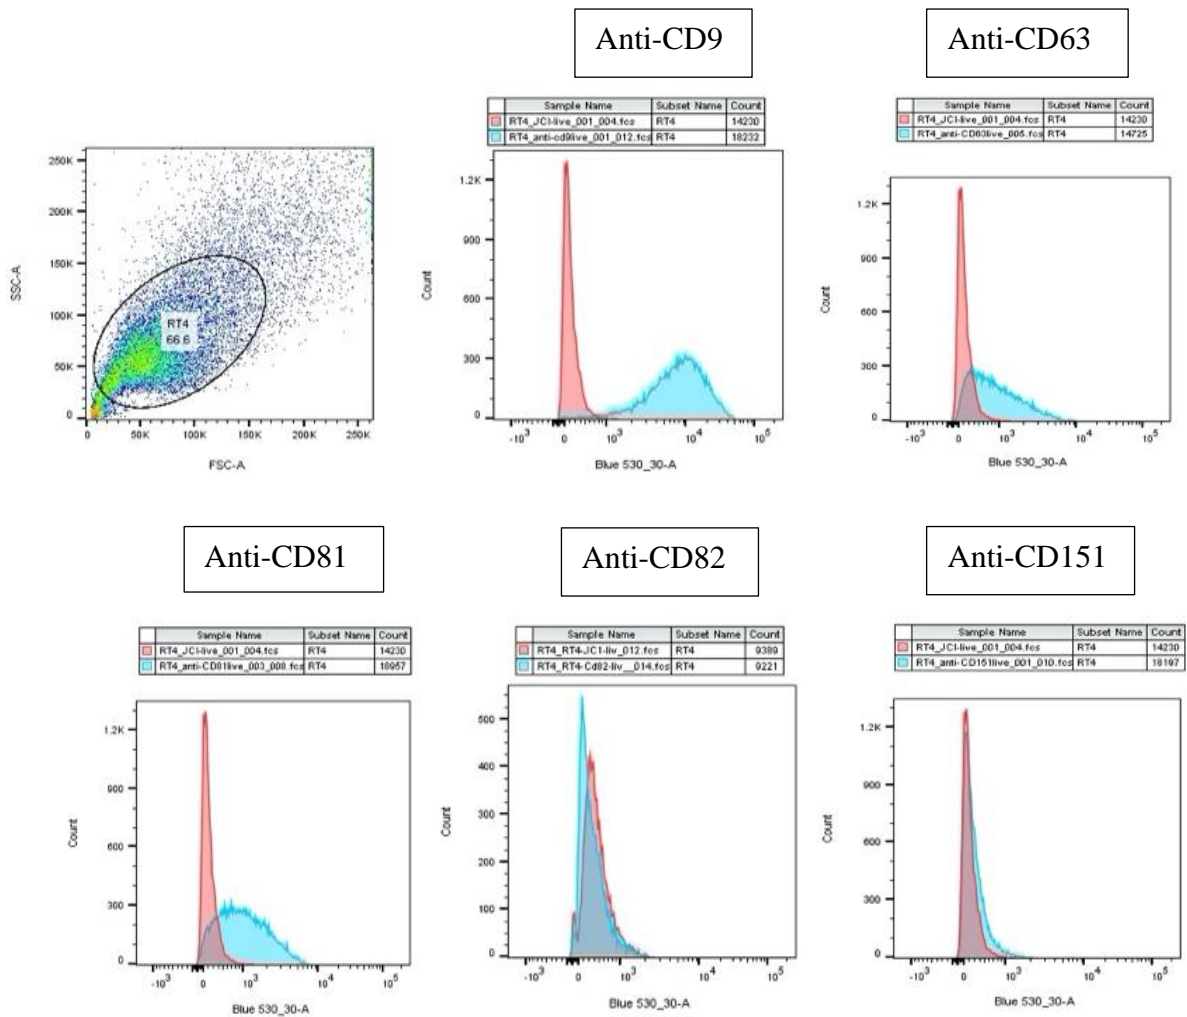 Anti-CD9
Anti-CD63
Sample Name Subset Name Count
RT4_JCI-live_001_004.fcs RT4 14230
RT4_anti-cd9live_001_012.fcs RT4 18232
Sample Name Subset Name Count
RT4_JCI-live_001_004.fcs RT4 14230
RT4_anti-CD63live_005.fcs RT4 14725
250K
200K
150K
100K
50K
0
SSC-A
RT4
66.6
0 50K 100K 150K 200K 250K
FSC-A
1.2K
900
600
300
0
Count
-10³ 0 10³ 10⁴ 10⁵
Blue 530_30-A
1.2K
900
600
300
0
Count
-10³ 0 10³ 10⁴ 10⁵
Blue 530_30-A
Anti-CD81
Anti-CD82
Anti-CD151
Sample Name Subset Name Count
RT4_JCI-live_001_004.fcs RT4 14230
RT4_anti-CD81live_003_008.fcs RT4 18957
Sample Name Subset Name Count
RT4_RT4-JC1-liv_012.fcs RT4 9389
RT4_RT4-Cd82-liv__014.fcs RT4 9221
Sample Name Subset Name Count
RT4_JCI-live_001_004.fcs RT4 14230
RT4_anti-CD151live_001_010.fcs RT4 18197
1.2K
900
600
300
0
Count
-10³ 0 10³ 10⁴ 10⁵
Blue 530_30-A
500
400
300
200
100
0
Count
-10³ 0 10³ 10⁴ 10⁵
Blue 530_30-A
1.2K
900
600
300
0
Count
-10³ 0 10³ 10⁴ 10⁵
Blue 530_30-A